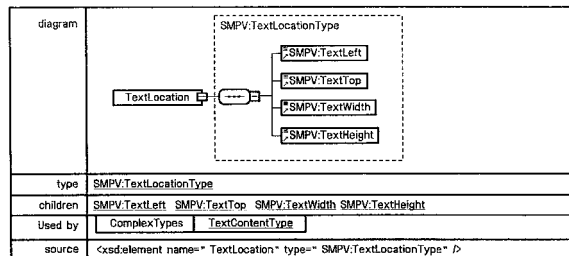 diagram
SMPV:TextLocationType
SMPV:TextLeft
SMPV:TextTop
TextLocation
SMPV:TextWidth
SMPV:TextHeight
type SMPV:TextLocationType
children SMPV:TextLeft SMPV:TextTop SMPV:TextWidth SMPV:TextHeight
Used by ComplexTypes TextContentType
source <xsd:element name=" TextLocation" type=" SMPV:TextLocationType" />